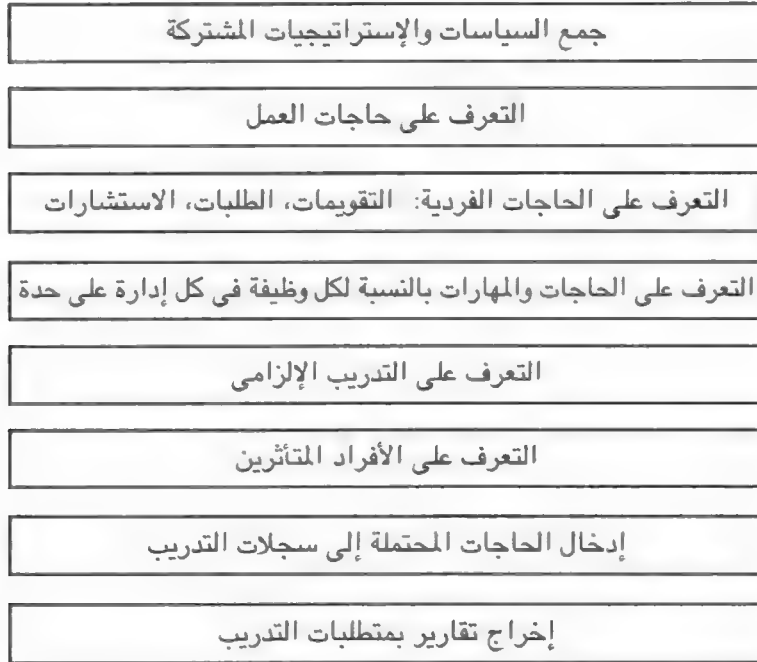 جمع السياسات والإستراتيجيات المشتركة
التعرف على حاجات العمل
التعرف على الحاجات الفردية: التقويمات، الطلبات، الاستشارات
التعرف على الحاجات والمهارات بالنسبة لكل وظيفة فى كل إدارة على حدة
التعرف على التدريب الإلزامى
التعرف على الأفراد المتأثرين
إدخال الحاجات المحتملة إلى سجلات التدريب
إخراج تقارير بمتطلبات التدريب